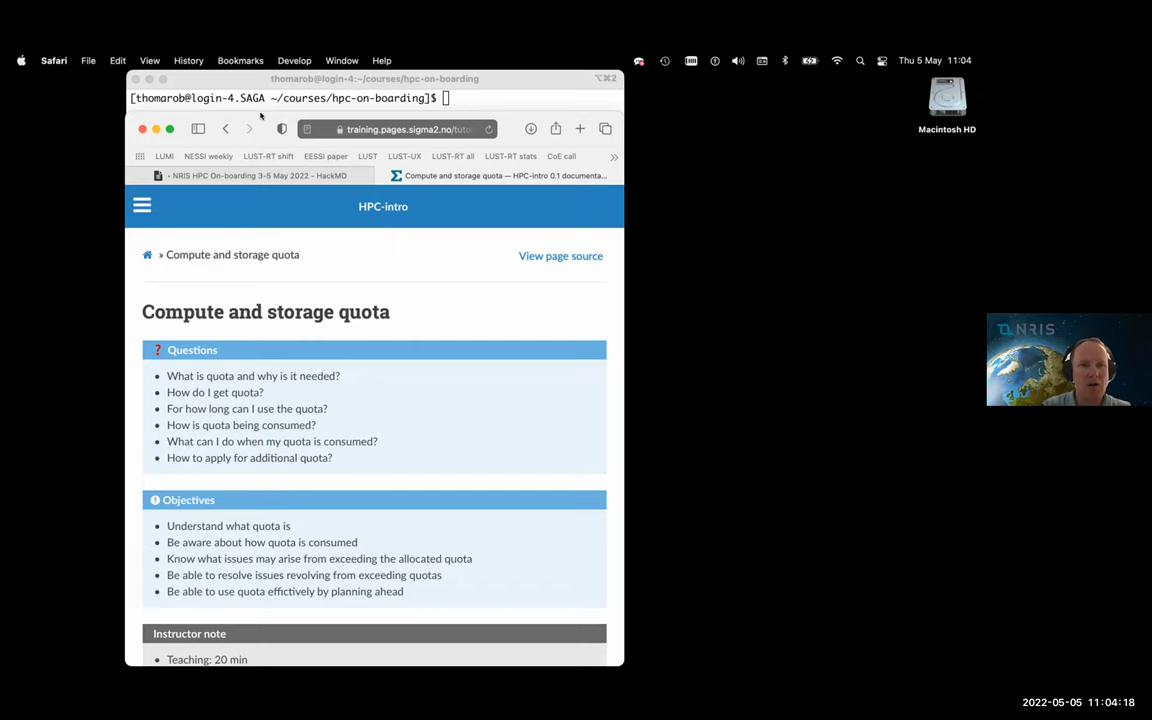 Safari File Edit View History Bookmarks Develop Window Help Thu 5 May 11:04
thomarob@login-4:~/courses/hpc-on-boarding ⌥⌘2
[thomarob@login-4.SAGA ~/courses/hpc-on-boarding]$
training.pages.sigma2.no/tuto
LUMI NESSI weekly LUST-RT shift EESSI paper LUST LUST-UX LUST-RT all LUST-RT stats CoE call
NRIS HPC On-boarding 3-5 May 2022 - HackMD
Compute and storage quota — HPC-intro 0.1 documenta...
HPC-intro
» Compute and storage quota
View page source
Compute and storage quota
Questions
• What is quota and why is it needed?
• How do I get quota?
• For how long can I use the quota?
• How is quota being consumed?
• What can I do when my quota is consumed?
• How to apply for additional quota?
Objectives
• Understand what quota is
• Be aware about how quota is consumed
• Know what issues may arise from exceeding the allocated quota
• Be able to resolve issues revolving from exceeding quotas
• Be able to use quota effictively by planning ahead
Instructor note
• Teaching: 20 min
Macintosh HD
NRIS
2022-05-05 11:04:18